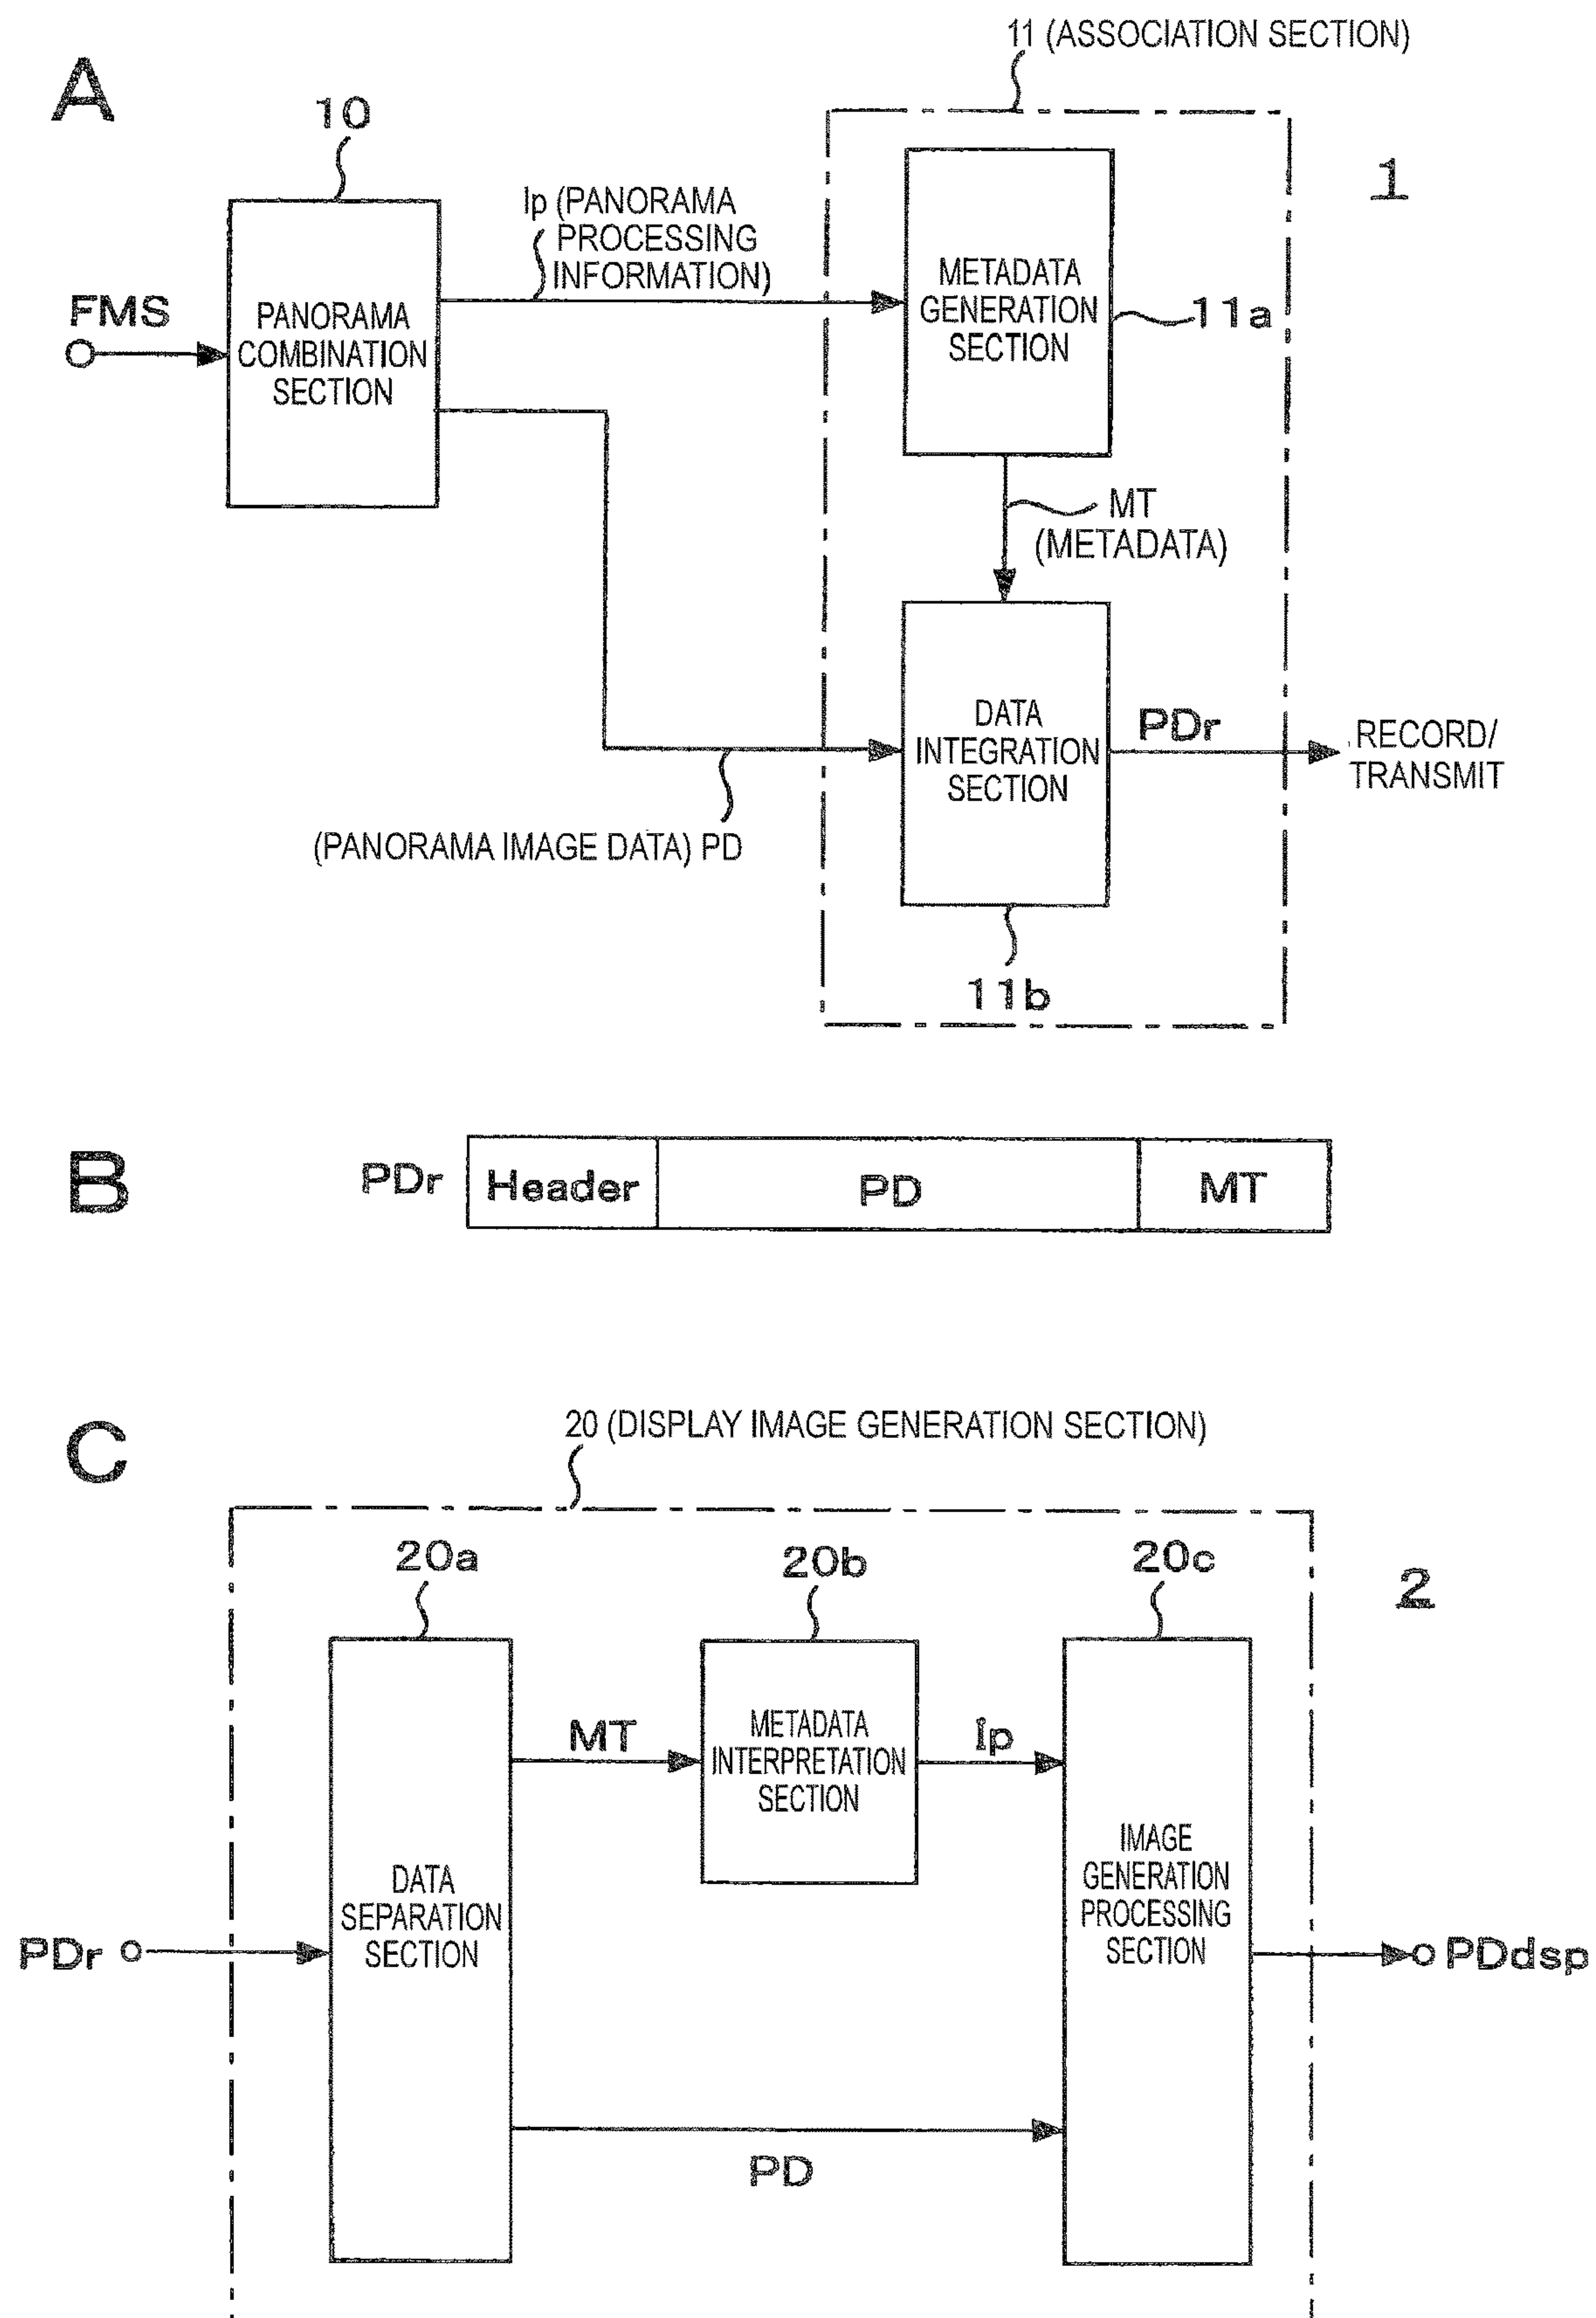 11 (ASSOCIATION SECTION)
A
10
1
Ip (PANORAMA
PROCESSING
INFORMATION)
METADATA
GENERATION
SECTION
11a
FMS
PANORAMA
COMBINATION
SECTION
MT
(METADATA)
DATA
INTEGRATION
SECTION
PDr
RECORD/
TRANSMIT
(PANORAMA IMAGE DATA) PD
11b
B
PDr
Header
PD
MT
C
20 (DISPLAY IMAGE GENERATION SECTION)
20a
20b
20c
2
MT
METADATA
INTERPRETATION
SECTION
Ip
DATA
SEPARATION
SECTION
IMAGE
GENERATION
PROCESSING
SECTION
PDr
PDdsp
PD